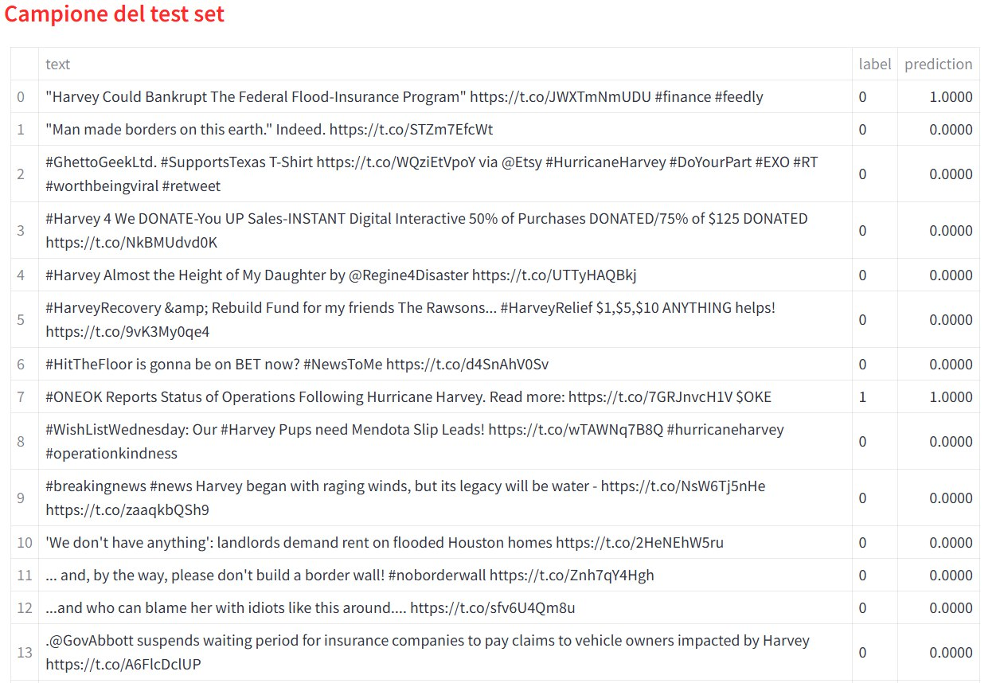 Campione del test set
text label prediction
0 "Harvey Could Bankrupt The Federal Flood-Insurance Program" https://t.co/JWXTmNmUDU #finance #feedly 0 1.0000
1 "Man made borders on this earth." Indeed. https://t.co/STZm7EfcWt 0 0.0000
2 #GhettoGeekLtd. #SupportsTexas T-Shirt https://t.co/WQziEtVpoY via @Etsy #HurricaneHarvey #DoYourPart #EXO #RT 0 0.0000
#worthbeingviral #retweet
3 #Harvey 4 We DONATE-You UP Sales-INSTANT Digital Interactive 50% of Purchases DONATED/75% of $125 DONATED 0 0.0000
https://t.co/NkBMUdvd0K
4 #Harvey Almost the Height of My Daughter by @Regine4Disaster https://t.co/UTTyHAQBkj 0 0.0000
5 #HarveyRecovery &amp; Rebuild Fund for my friends The Rawsons... #HarveyRelief $1,$5,$10 ANYTHING helps! 0 0.0000
https://t.co/9vK3My0qe4
6 #HitTheFloor is gonna be on BET now? #NewsToMe https://t.co/d4SnAhV0Sv 0 0.0000
7 #ONEOK Reports Status of Operations Following Hurricane Harvey. Read more: https://t.co/7GRJnvcH1V $OKE 1 1.0000
8 #WishListWednesday: Our #Harvey Pups need Mendota Slip Leads! https://t.co/wTAWNq7B8Q #hurricaneharvey 0 0.0000
#operationkindness
9 #breakingnews #news Harvey began with raging winds, but its legacy will be water - https://t.co/NsW6Tj5nHe 0 0.0000
https://t.co/zaaqkbQSh9
10 'We don't have anything': landlords demand rent on flooded Houston homes https://t.co/2HeNEhW5ru 0 0.0000
11 ... and, by the way, please don't build a border wall! #noborderwall https://t.co/Znh7qY4Hgh 0 0.0000
12 ...and who can blame her with idiots like this around.... https://t.co/sfv6U4Qm8u 0 0.0000
13 .@GovAbbott suspends waiting period for insurance companies to pay claims to vehicle owners impacted by Harvey 0 0.0000
https://t.co/A6FlcDclUP